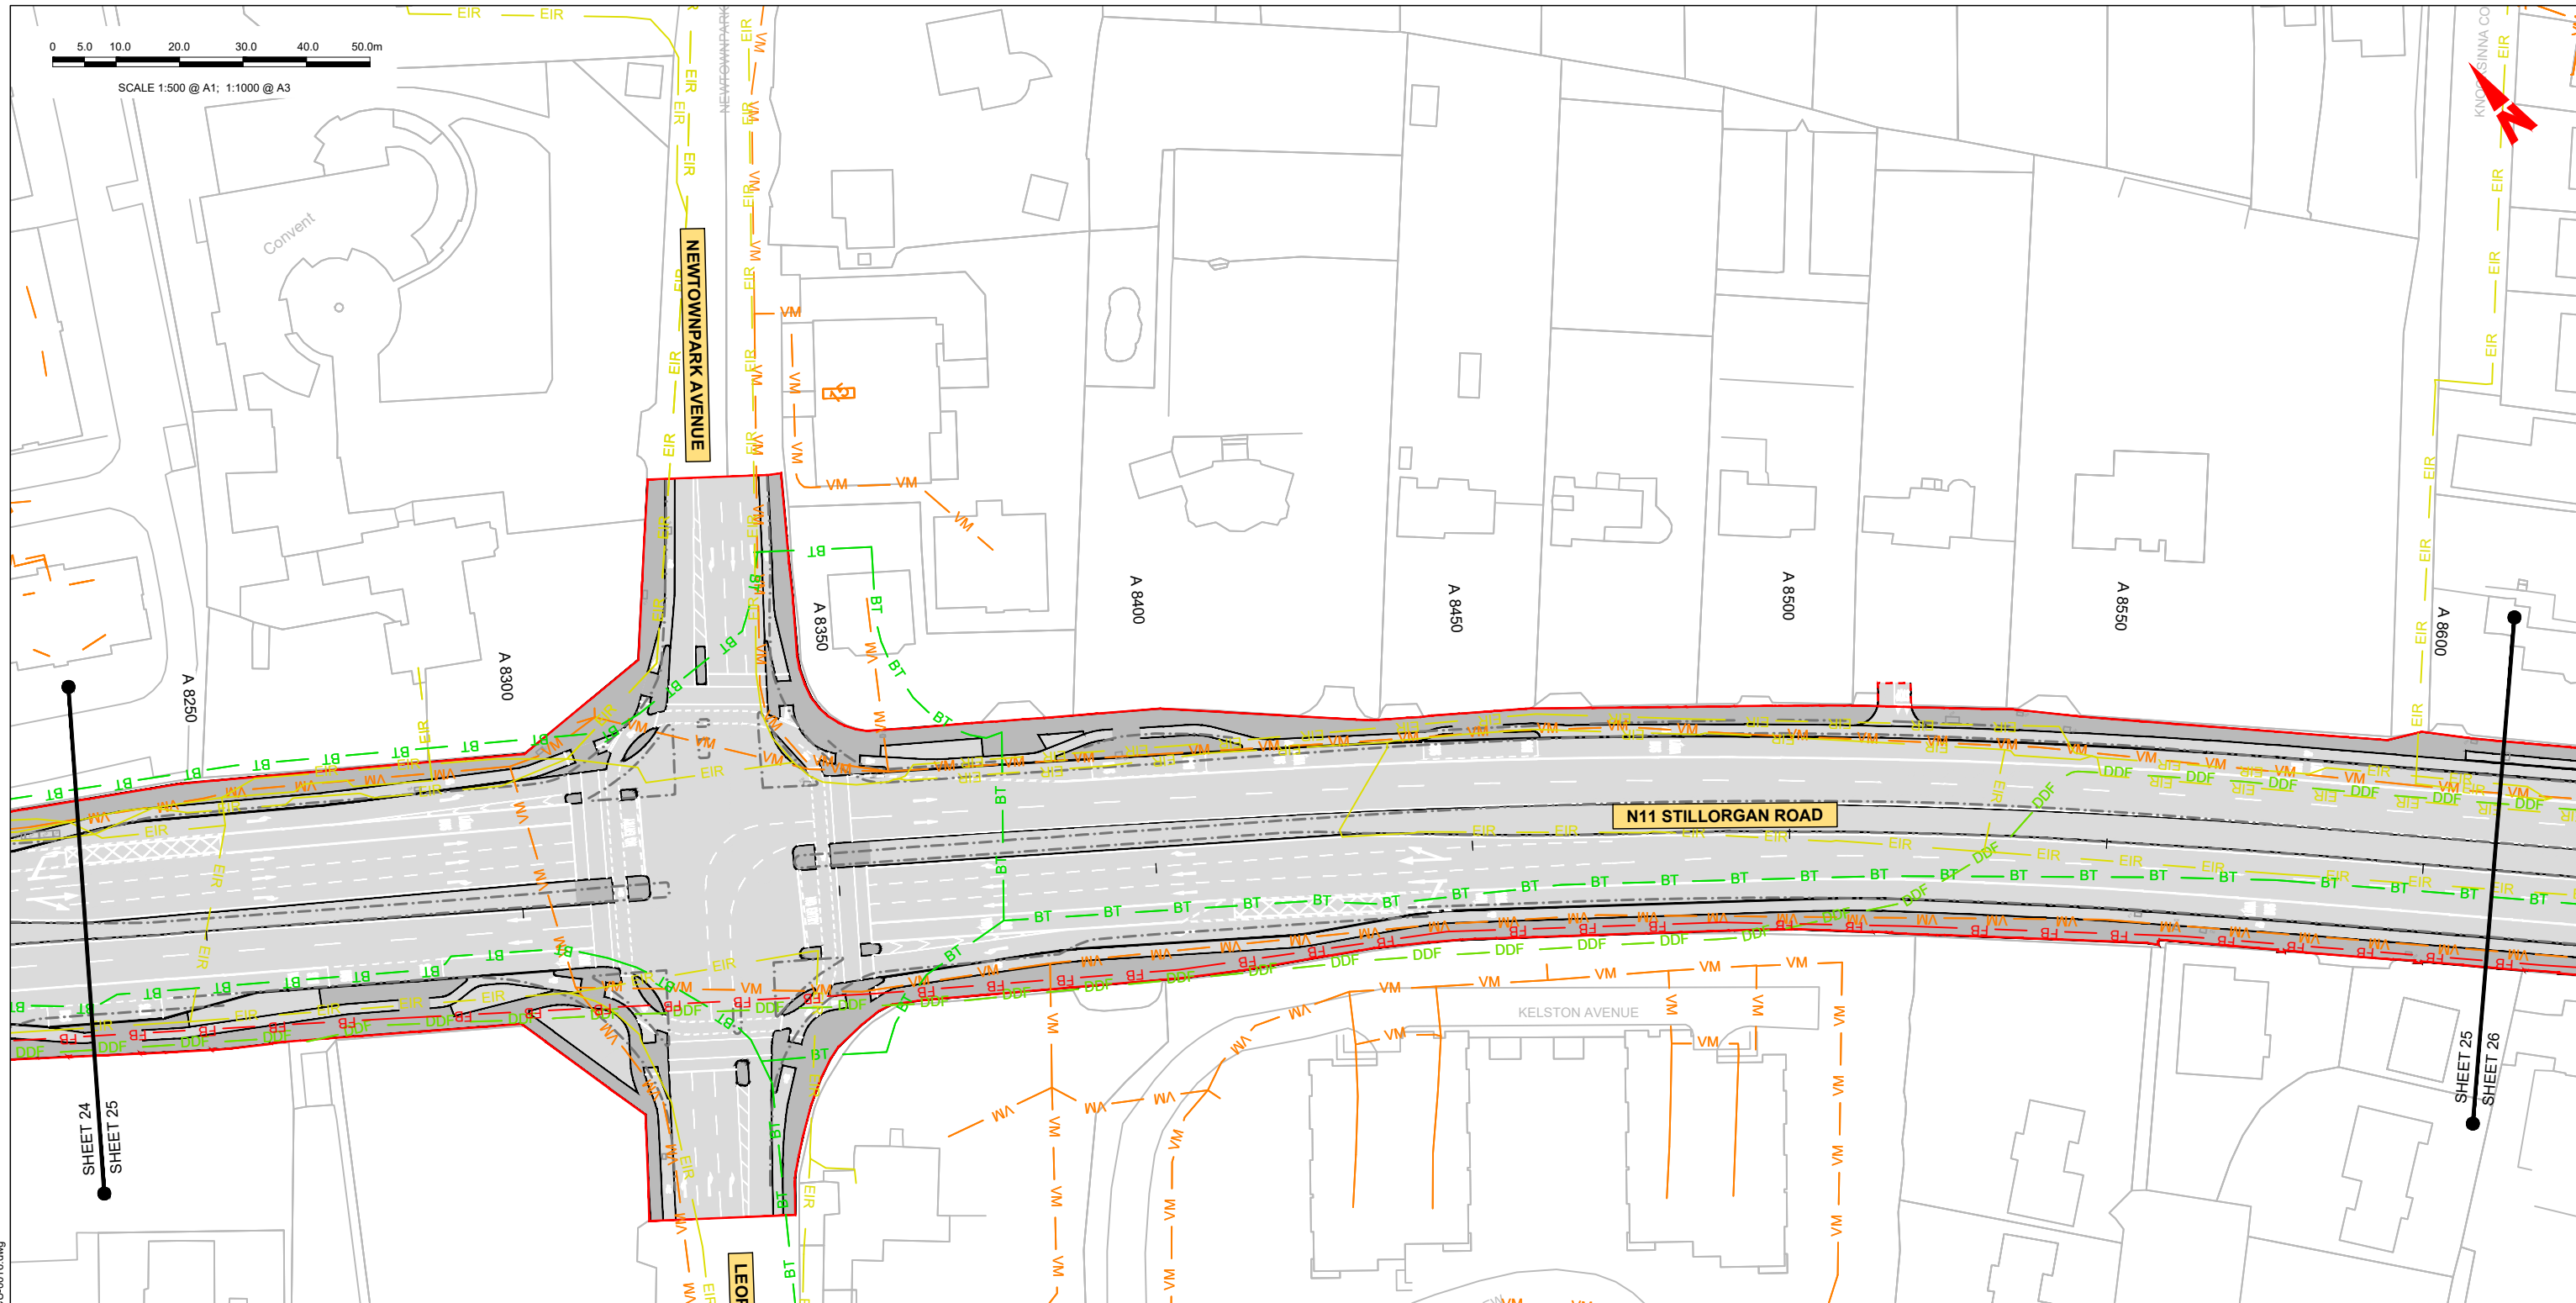 0 5.0 10.0 20.0 30.0 40.0 50.0m
SCALE 1:500 @ A1; 1:1000 @ A3
Convent
NEWTOWNPARK
NEWTOWNPARK AVENUE
A 8250
A 8300
A 8350
A 8400
A 8450
A 8500
A 8550
A 8600
N11 STILLORGAN ROAD
KELSTON AVENUE
SHEET 24
SHEET 25
SHEET 25
SHEET 26
EIR
VM
BT
DDF
FB